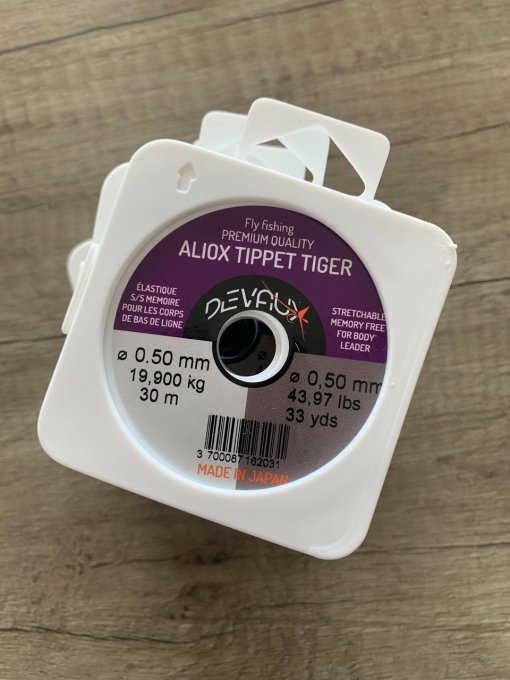 Fly fishing
PREMIUM QUALITY
ALIOX TIPPET TIGER
DEVAUX
ÉLASTIQUE
S/S MEMOIRE
POUR LES CORPS
DE BAS DE LIGNE
STRETCHABLE
MEMORY FREE
FOR BODY
LEADER
ø 0.50 mm
19,900 kg
30 m
ø 0,50 mm
43,97 lbs
33 yds
3 700087 162031
MADE IN JAPAN